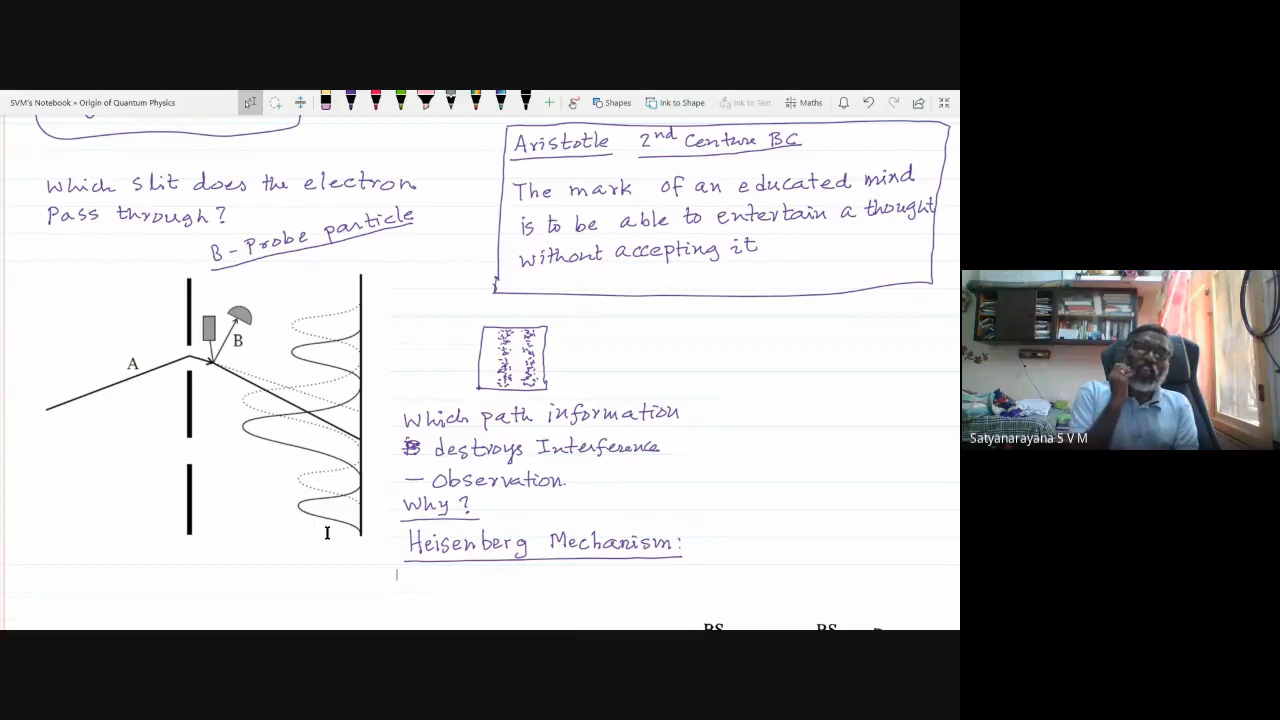 SVM's Notebook » Origin of Quantum Physics
Shapes
Ink to Shape
Ink to Text
Maths
Aristotle 2nd Centure BC
The mark of an educated mind
is to be able to entertain a thought
without accepting it
Which slit does the electron
Pass through?
B - Probe particle
A
B
Which path information
destroys Interference
— Observation.
Why?
Heisenberg Mechanism:
I
BS
BS
Satyanarayana S V M